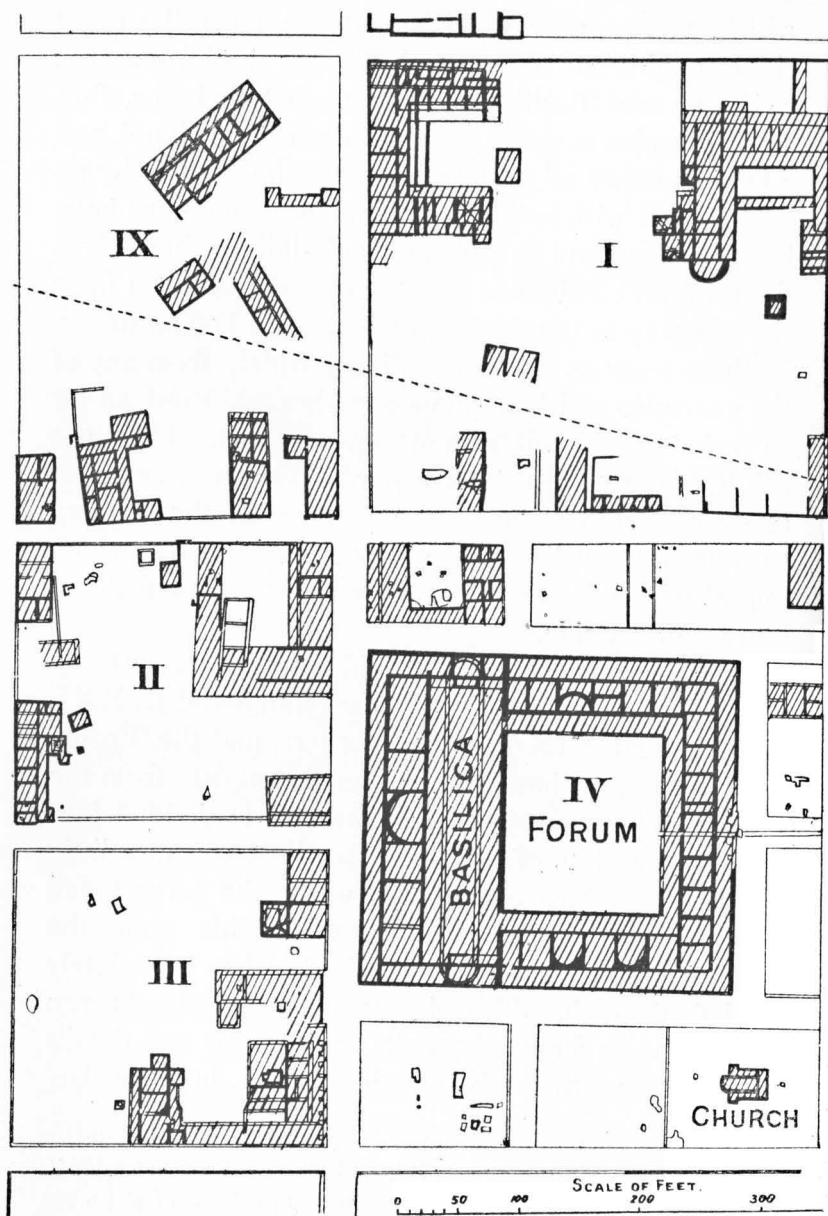 IX
I
II
BASILICA
IV
FORUM
III
CHURCH
SCALE OF FEET.
0 50 100 200 300